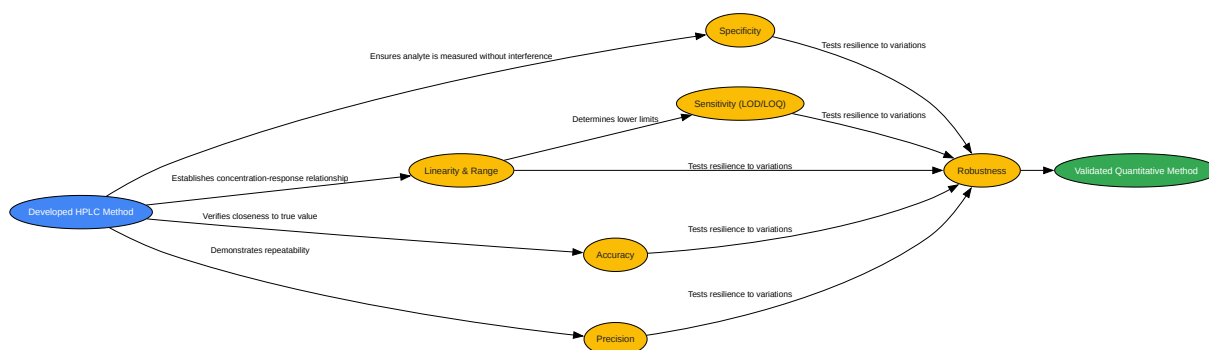 Specificity
Tests resilience to variations
Ensures analyte is measured without interference
Sensitivity (LOD/LOQ)
Tests resilience to variations
Determines lower limits
Linearity & Range
Tests resilience to variations
Robustness
Validated Quantitative Method
Establishes concentration-response relationship
Developed HPLC Method
Verifies closeness to true value
Tests resilience to variations
Accuracy
Demonstrates repeatability
Tests resilience to variations
Precision